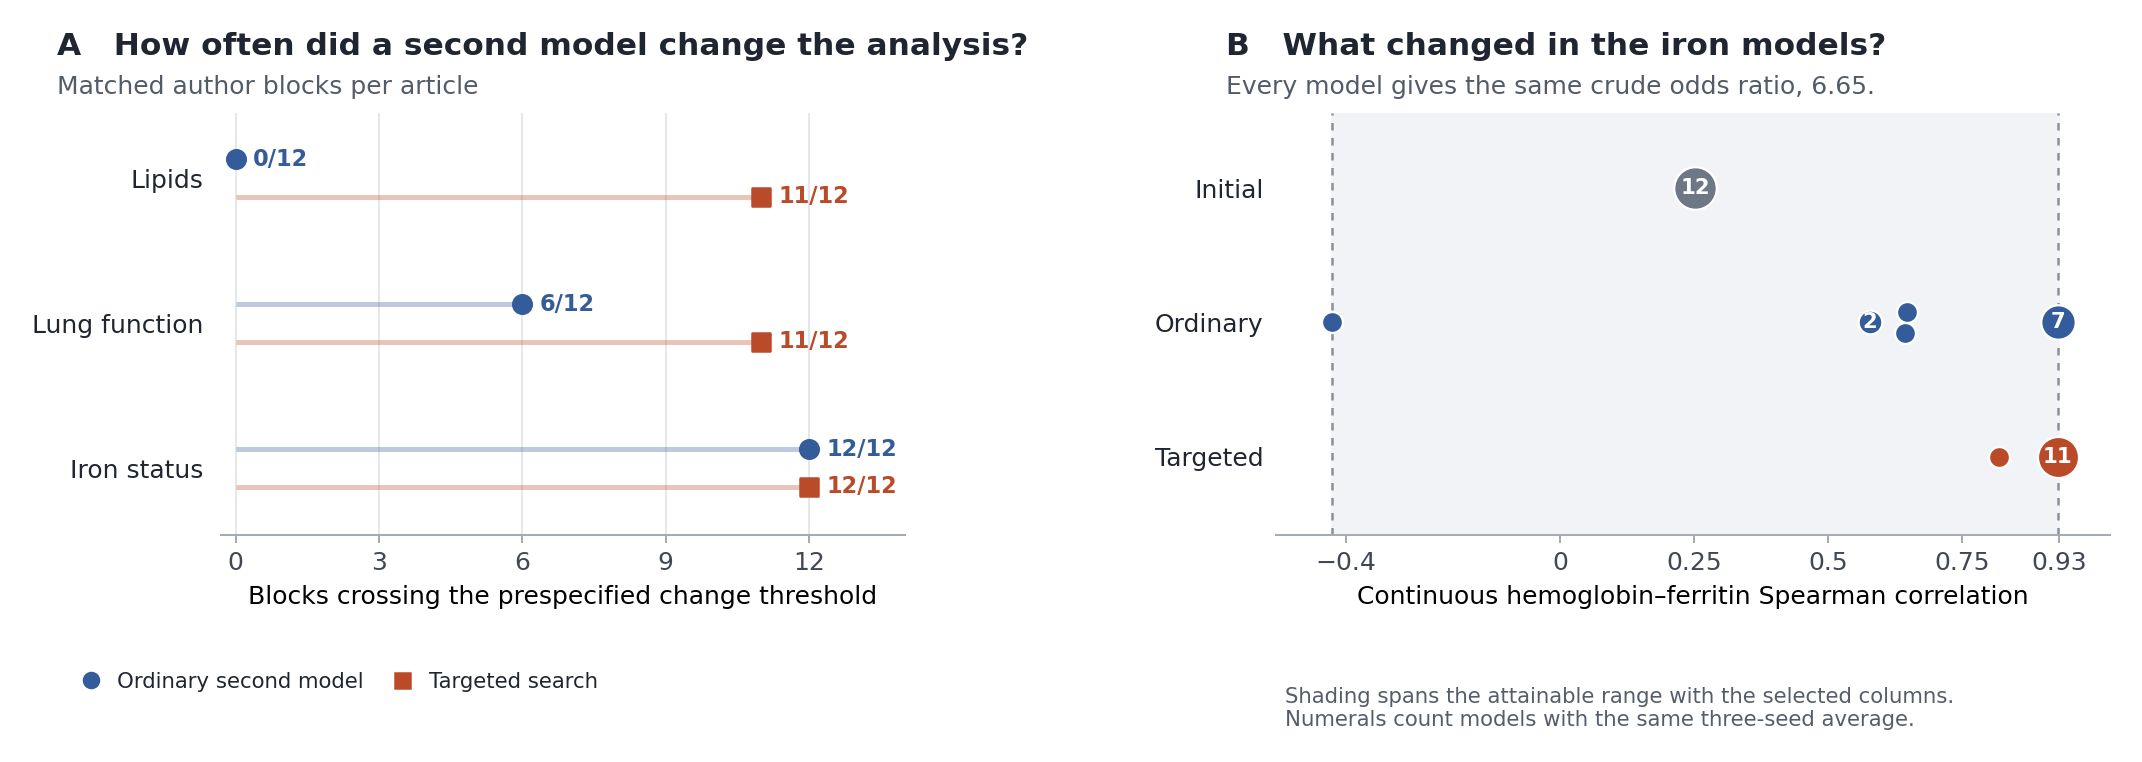 A How often did a second model change the analysis?
Matched author blocks per article
Lipids
0/12
11/12
Lung function
6/12
11/12
Iron status
12/12
12/12
0 3 6 9 12
Blocks crossing the prespecified change threshold
Ordinary second model
Targeted search
B What changed in the iron models?
Every model gives the same crude odds ratio, 6.65.
Initial
12
Ordinary
2
7
Targeted
11
−0.4 0 0.25 0.5 0.75 0.93
Continuous hemoglobin–ferritin Spearman correlation
Shading spans the attainable range with the selected columns.
Numerals count models with the same three-seed average.